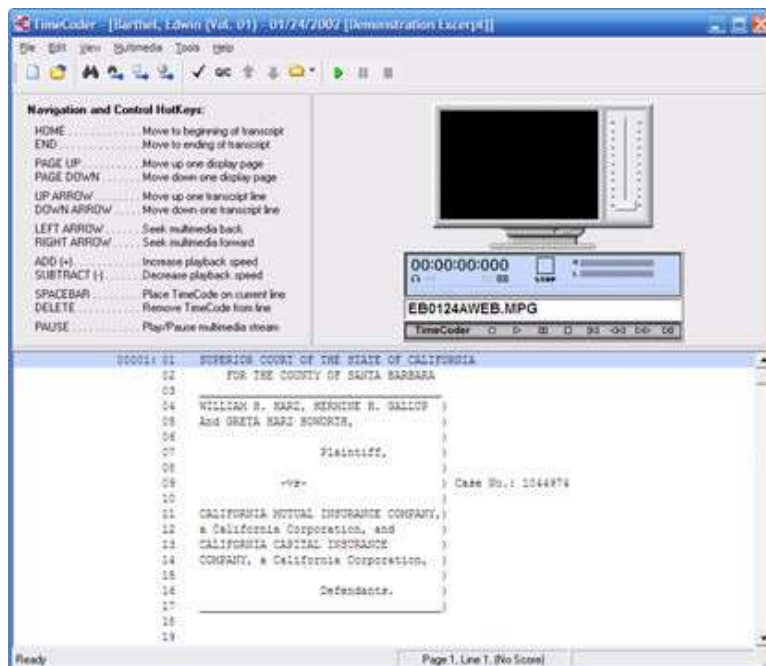 TimeCoder - [Barthel, Edwin (Vol. 01) - 01/24/2002 [Demonstration Excerpt]]
File Edit View Multimedia Tools Help
Navigation and Control HotKeys:
HOME Move to beginning of transcript
END Move to ending of transcript
PAGE UP Move up one display page
PAGE DOWN Move down one display page
UP ARROW Move up one transcript line
DOWN ARROW Move down one transcript line
LEFT ARROW Seek multimedia back
RIGHT ARROW Seek multimedia forward
ADD (+) Increase playback speed
SUBTRACT (-) Decrease playback speed
SPACEBAR Place TimeCode on current line
DELETE Remove TimeCode from line
PAUSE Play/Pause multimedia stream
00:00:00:000
EB0124AWEB.MPG
TimeCoder
00001: 01 SUPERIOR COURT OF THE STATE OF CALIFORNIA
02 FOR THE COUNTY OF SANTA BARBARA
03
04 WILLIAM H. HARZ, HERMINE H. GALLOP )
05 And GRETA HARZ HOWORTH, )
06 )
07 Plaintiff, )
08 )
09 -vs- ) Case No.: 1044974
10 )
11 CALIFORNIA MUTUAL INSURANCE COMPANY,)
12 a California Corporation, and )
13 CALIFORNIA CAPITAL INSURANCE )
14 COMPANY, a California Corporation, )
15 )
16 Defendants. )
17 )
18
19
Ready Page 1, Line 1, (No Score)